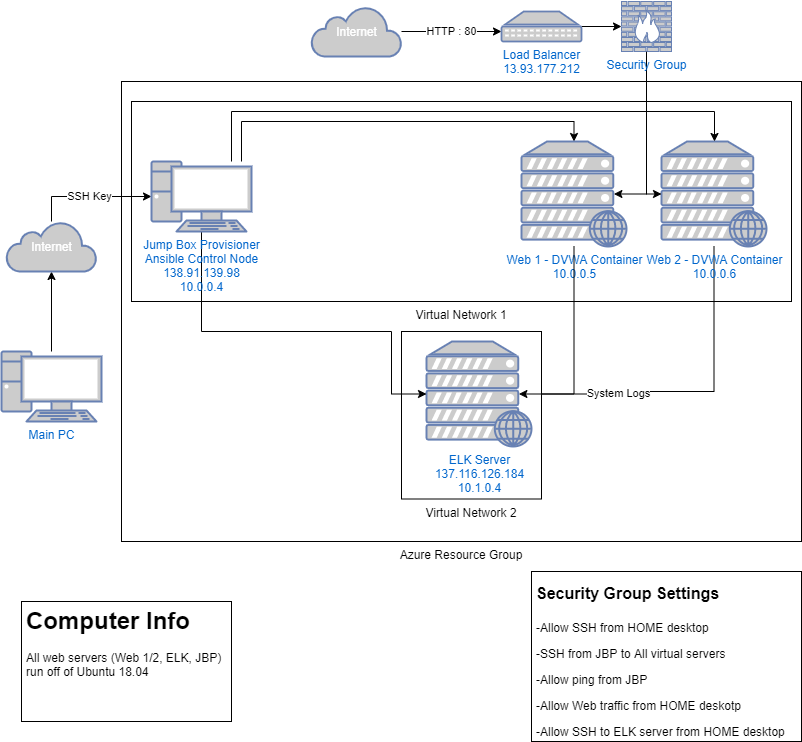 Internet
HTTP : 80
Load Balancer
13.93.177.212
Security Group
SSH Key
Internet
Jump Box Provisioner
Ansible Control Node
138.91.139.98
10.0.0.4
Web 1 - DVWA Container
10.0.0.5
Web 2 - DVWA Container
10.0.0.6
Virtual Network 1
Main PC
System Logs
ELK Server
137.116.126.184
10.1.0.4
Virtual Network 2
Azure Resource Group
Computer Info
All web servers (Web 1/2, ELK, JBP)
run off of Ubuntu 18.04
Security Group Settings
-Allow SSH from HOME desktop
-SSH from JBP to All virtual servers
-Allow ping from JBP
-Allow Web traffic from HOME deskotp
-Allow SSH to ELK server from HOME desktop